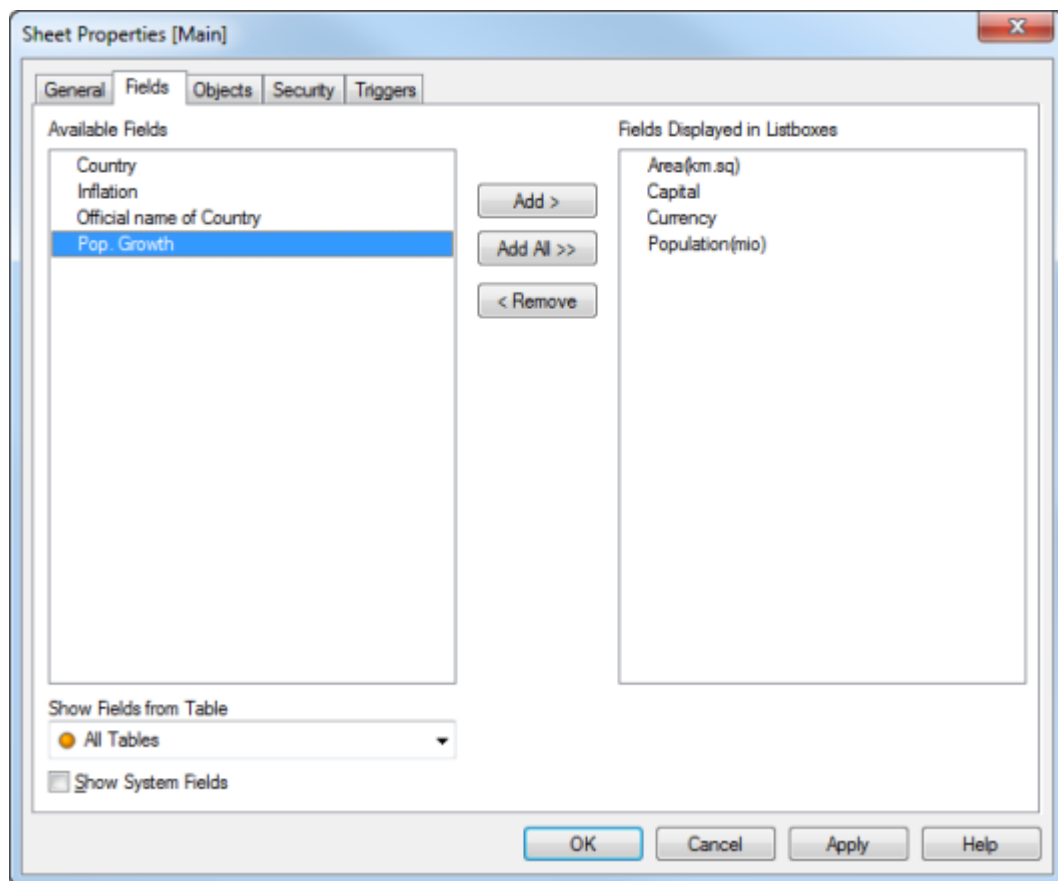 Sheet Properties [Main]
General Fields Objects Security Triggers
Available Fields
Country
Inflation
Official name of Country
Pop. Growth
Add >
Add All >>
< Remove
Fields Displayed in Listboxes
Area(km.sq)
Capital
Currency
Population(mio)
Show Fields from Table
All Tables
Show System Fields
OK Cancel Apply Help